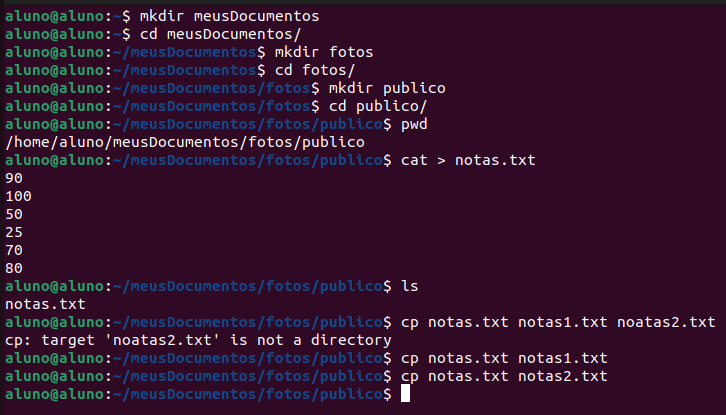 aluno@aluno:~$ mkdir meusDocumentos
aluno@aluno:~$ cd meusDocumentos/
aluno@aluno:~/meusDocumentos$ mkdir fotos
aluno@aluno:~/meusDocumentos$ cd fotos/
aluno@aluno:~/meusDocumentos/fotos$ mkdir publico
aluno@aluno:~/meusDocumentos/fotos$ cd publico/
aluno@aluno:~/meusDocumentos/fotos/publico$ pwd
/home/aluno/meusDocumentos/fotos/publico
aluno@aluno:~/meusDocumentos/fotos/publico$ cat > notas.txt
90
100
50
25
70
80
aluno@aluno:~/meusDocumentos/fotos/publico$ ls
notas.txt
aluno@aluno:~/meusDocumentos/fotos/publico$ cp notas.txt notas1.txt noatas2.txt
cp: target 'noatas2.txt' is not a directory
aluno@aluno:~/meusDocumentos/fotos/publico$ cp notas.txt notas1.txt
aluno@aluno:~/meusDocumentos/fotos/publico$ cp notas.txt notas2.txt
aluno@aluno:~/meusDocumentos/fotos/publico$